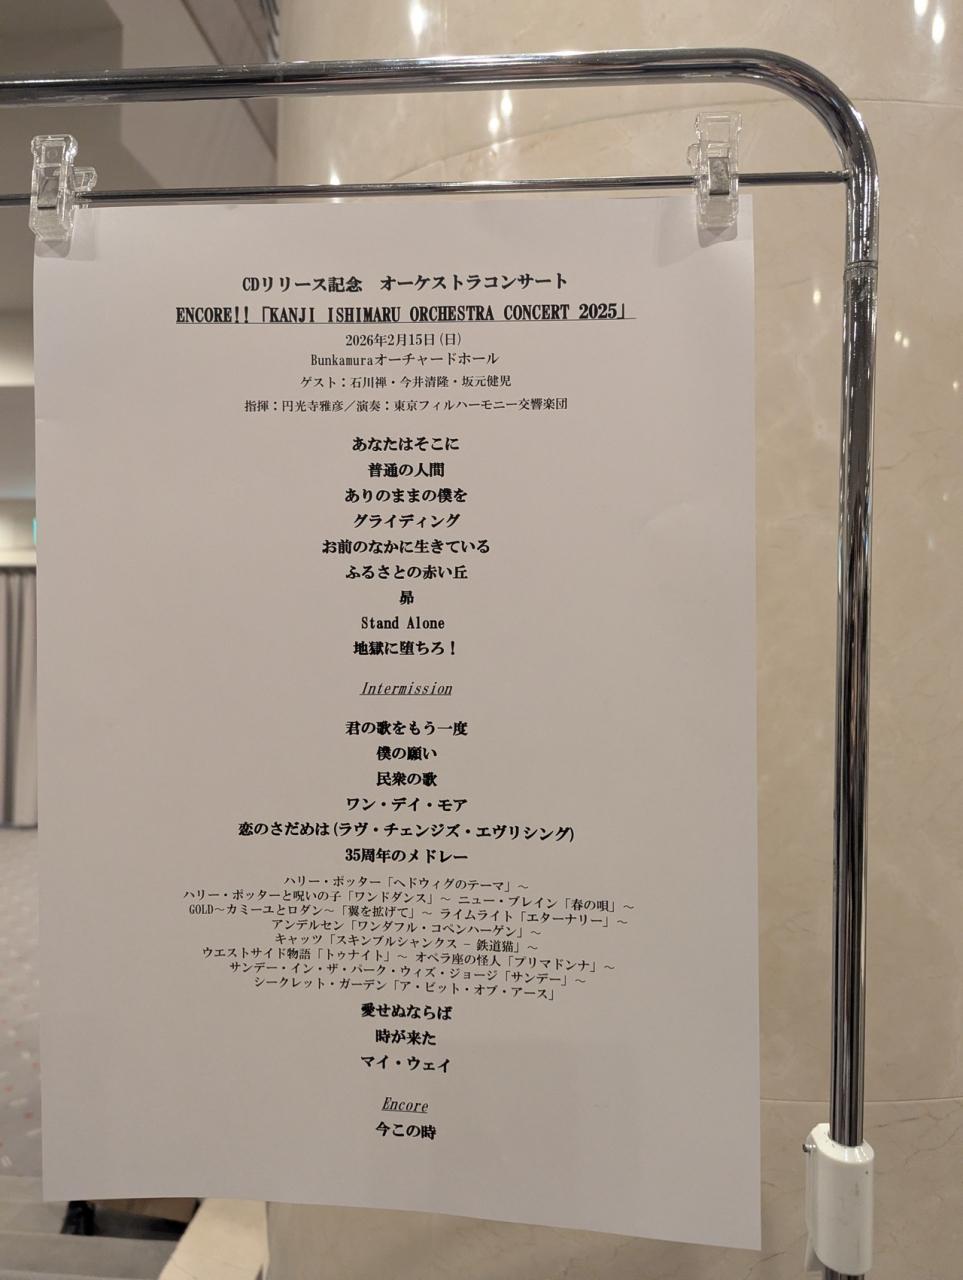 CDリリース記念　オーケストラコンサート
ENCORE!!「KANJI ISHIMARU ORCHESTRA CONCERT 2025」
2026年2月15日(日)
Bunkamuraオーチャードホール
ゲスト：石川禅・今井清隆・坂元健児
指揮：円光寺雅彦／演奏：東京フィルハーモニー交響楽団
あなたはそこに
普通の人間
ありのままの僕を
グライディング
お前のなかに生きている
ふるさとの赤い丘
昴
Stand Alone
地獄に堕ちろ！
Intermission
君の歌をもう一度
僕の願い
民衆の歌
ワン・デイ・モア
恋のさだめは(ラヴ・チェンジズ・エヴリシング)
35周年のメドレー
ハリー・ポッター「ヘドウィグのテーマ」～
ハリー・ポッターと呪いの子「ワンドダンス」～ ニュー・ブレイン「春の唄」～
GOLD～カミーユとロダン～「翼を拡げて」～ ライムライト「エターナリー」～
アンデルセン「ワンダフル・コペンハーゲン」～
キャッツ「スキンブルシャンクス − 鉄道猫」～
ウエストサイド物語「トゥナイト」～ オペラ座の怪人「プリマドンナ」～
サンデー・イン・ザ・パーク・ウィズ・ジョージ「サンデー」～
シークレット・ガーデン「ア・ビット・オブ・アース」
愛せぬならば
時が来た
マイ・ウェイ
Encore
今この時